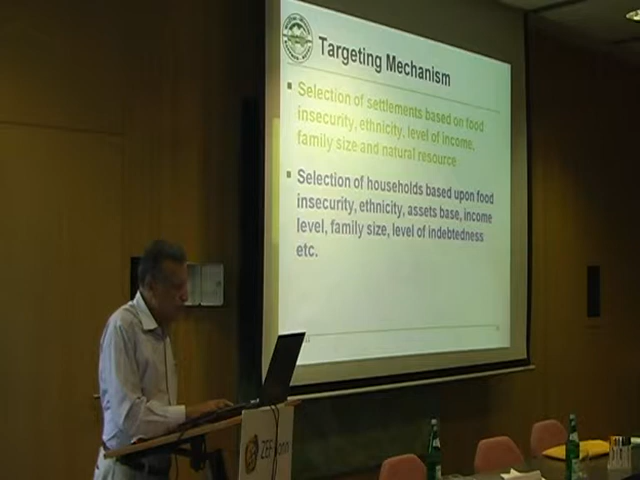 Targeting Mechanism
Selection of settlements based on food
insecurity, ethnicity, level of income,
family size and natural resource
Selection of households based upon food
insecurity, ethnicity, assets base, income
level, family size, level of indebtedness
etc.
ZEF